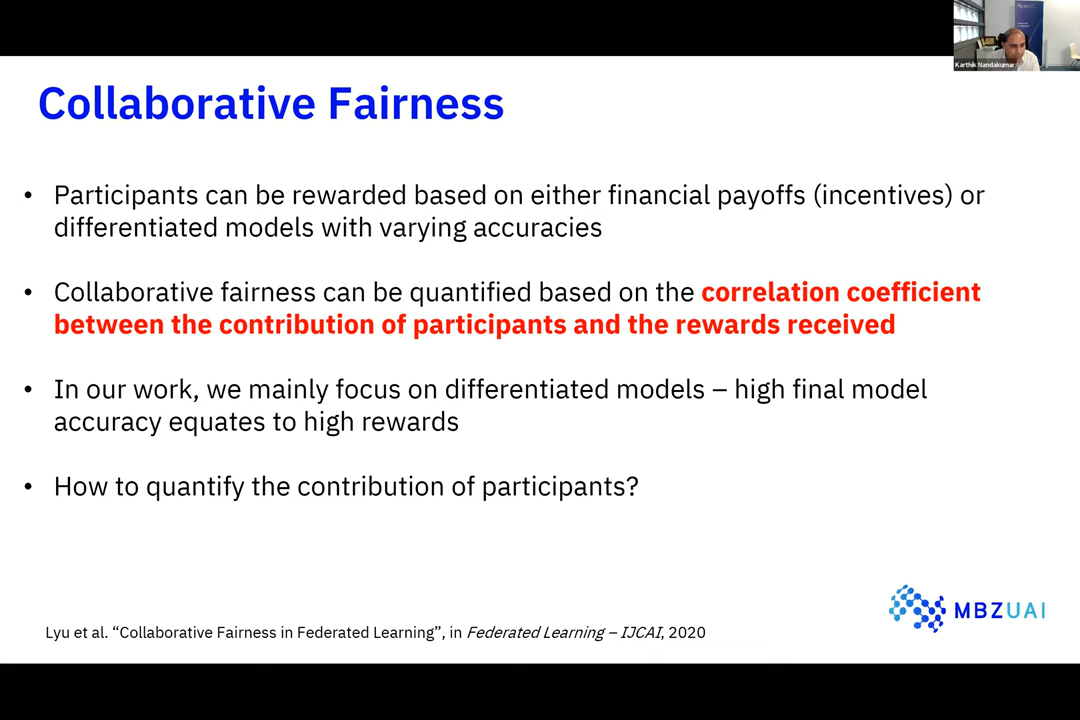 Karthik Nandakumar
Collaborative Fairness
• Participants can be rewarded based on either financial payoffs (incentives) or
differentiated models with varying accuracies
• Collaborative fairness can be quantified based on the correlation coefficient
between the contribution of participants and the rewards received
• In our work, we mainly focus on differentiated models – high final model
accuracy equates to high rewards
• How to quantify the contribution of participants?
MBZUAI
Lyu et al. “Collaborative Fairness in Federated Learning”, in Federated Learning – IJCAI, 2020